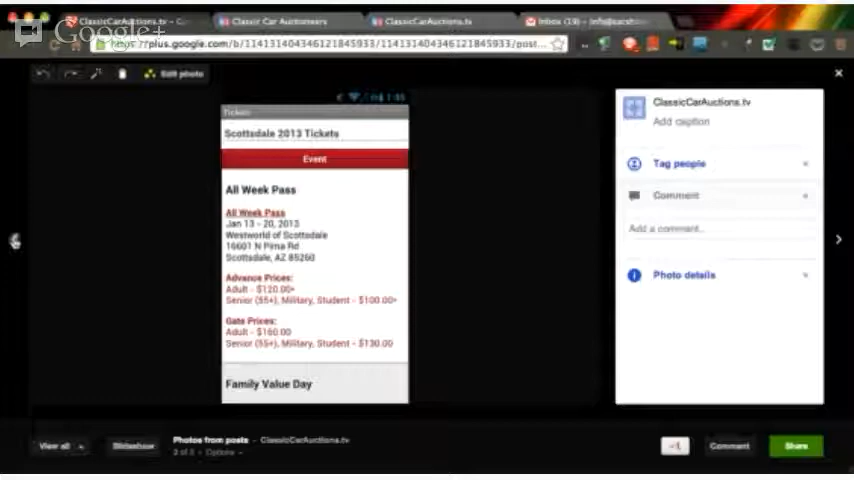 ClassicCarAuctions.tv - G
Classic Car Auctioneers
ClassicCarAuctions.tv
Inbox (19) - info@
Google+
https://plus.google.com/b/114131404346121845933/114131404346121845933/post...
Edit photo
1:55
Tickets
Scottsdale 2013 Tickets
Event
All Week Pass
All Week Pass
Jan 13 - 20, 2013
Westworld of Scottsdale
16601 N Pima Rd
Scottsdale, AZ 85260
Advance Prices:
Adult - $120.00*
Senior (55+), Military, Student - $100.00*
Gate Prices:
Adult - $160.00
Senior (55+), Military, Student - $130.00
Family Value Day
ClassicCarAuctions.tv
Add caption
Tag people
Comment
Add a comment...
Photo details
View all
Slideshow
Photos from posts - ClassicCarAuctions.tv
Options
+1
Comment
Share